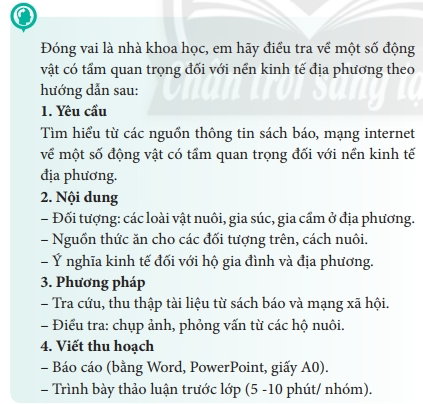 Đóng vai là nhà khoa học, em hãy điều tra về một số động
vật có tầm quan trọng đối với nền kinh tế địa phương theo
hướng dẫn sau:
1. Yêu cầu
Tìm hiểu từ các nguồn thông tin sách báo, mạng internet
về một số động vật có tầm quan trọng đối với nền kinh tế
địa phương.
2. Nội dung
– Đối tượng: các loài vật nuôi, gia súc, gia cầm ở địa phương.
– Nguồn thức ăn cho các đối tượng trên, cách nuôi.
– Ý nghĩa kinh tế đối với hộ gia đình và địa phương.
3. Phương pháp
– Tra cứu, thu thập tài liệu từ sách báo và mạng xã hội.
– Điều tra: chụp ảnh, phỏng vấn từ các hộ nuôi.
4. Viết thu hoạch
– Báo cáo (bằng Word, PowerPoint, giấy A0).
– Trình bày thảo luận trước lớp (5 -10 phút/ nhóm).